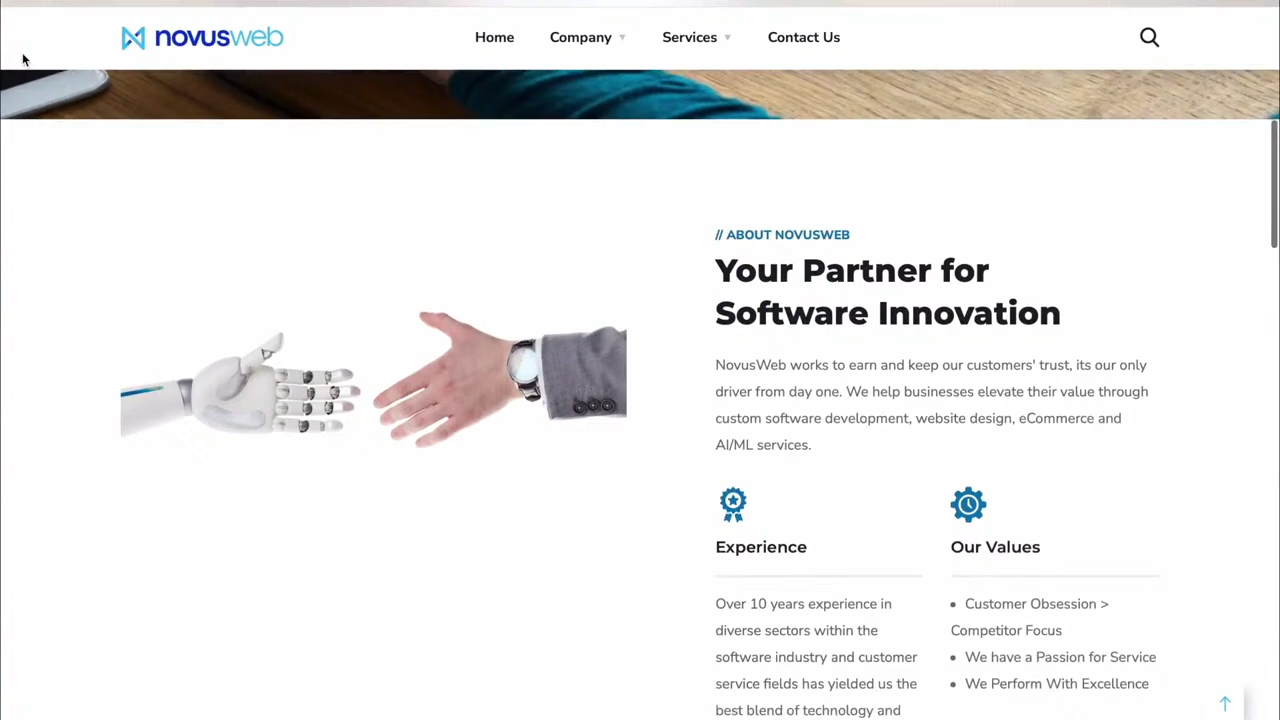 novusweb
Home
Company
Services
Contact Us
// ABOUT NOVUSWEB
Your Partner for
Software Innovation
NovusWeb works to earn and keep our customers' trust, its our only
driver from day one. We help businesses elevate their value through
custom software development, website design, eCommerce and
AI/ML services.
Experience
Over 10 years experience in
diverse sectors within the
software industry and customer
service fields has yielded us the
best blend of technology and
Our Values
• Customer Obsession >
Competitor Focus
• We have a Passion for Service
• We Perform With Excellence